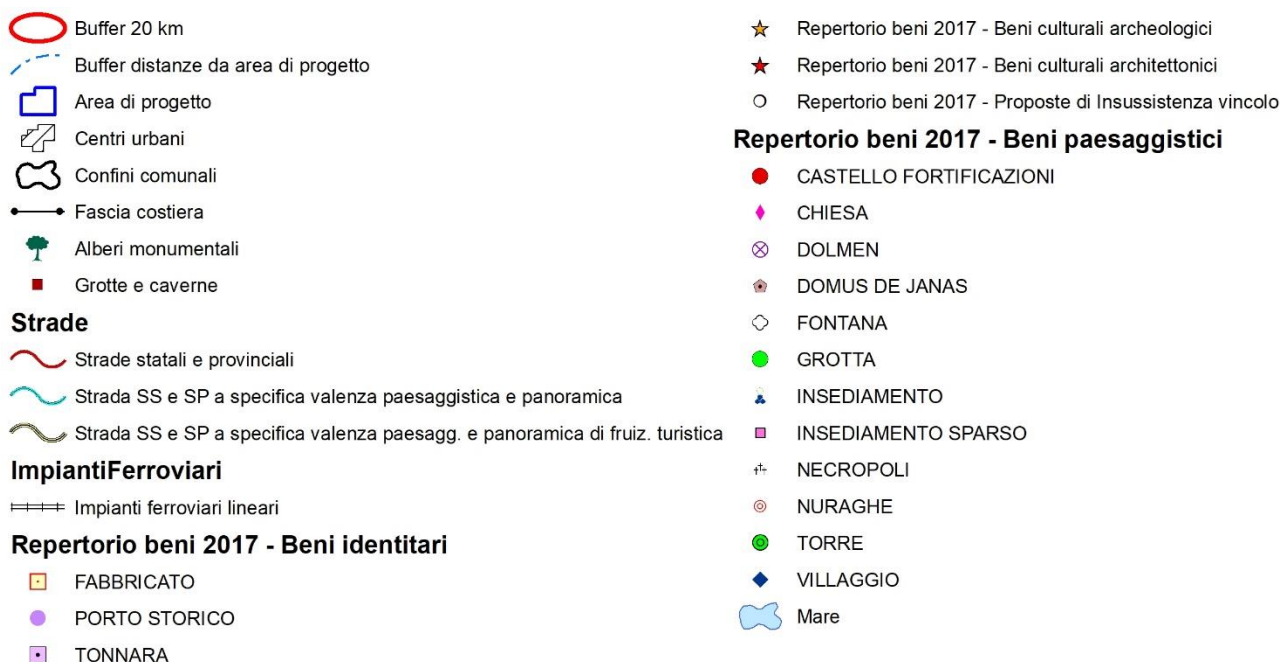 Buffer 20 km
Buffer distanze da area di progetto
Area di progetto
Centri urbani
Confini comunali
Fascia costiera
Alberi monumentali
Grotte e caverne
Strade
Strade statali e provinciali
Strada SS e SP a specifica valenza paesaggistica e panoramica
Strada SS e SP a specifica valenza paesagg. e panoramica di fruiz. turistica
ImpiantiFerroviari
Impianti ferroviari lineari
Repertorio beni 2017 - Beni identitari
FABBRICATO
PORTO STORICO
TONNARA
Repertorio beni 2017 - Beni culturali archeologici
Repertorio beni 2017 - Beni culturali architettonici
Repertorio beni 2017 - Proposte di Insussistenza vincolo
Repertorio beni 2017 - Beni paesaggistici
CASTELLO FORTIFICAZIONI
CHIESA
DOLMEN
DOMUS DE JANAS
FONTANA
GROTTA
INSEDIAMENTO
INSEDIAMENTO SPARSO
NECROPOLI
NURAGHE
TORRE
VILLAGGIO
Mare